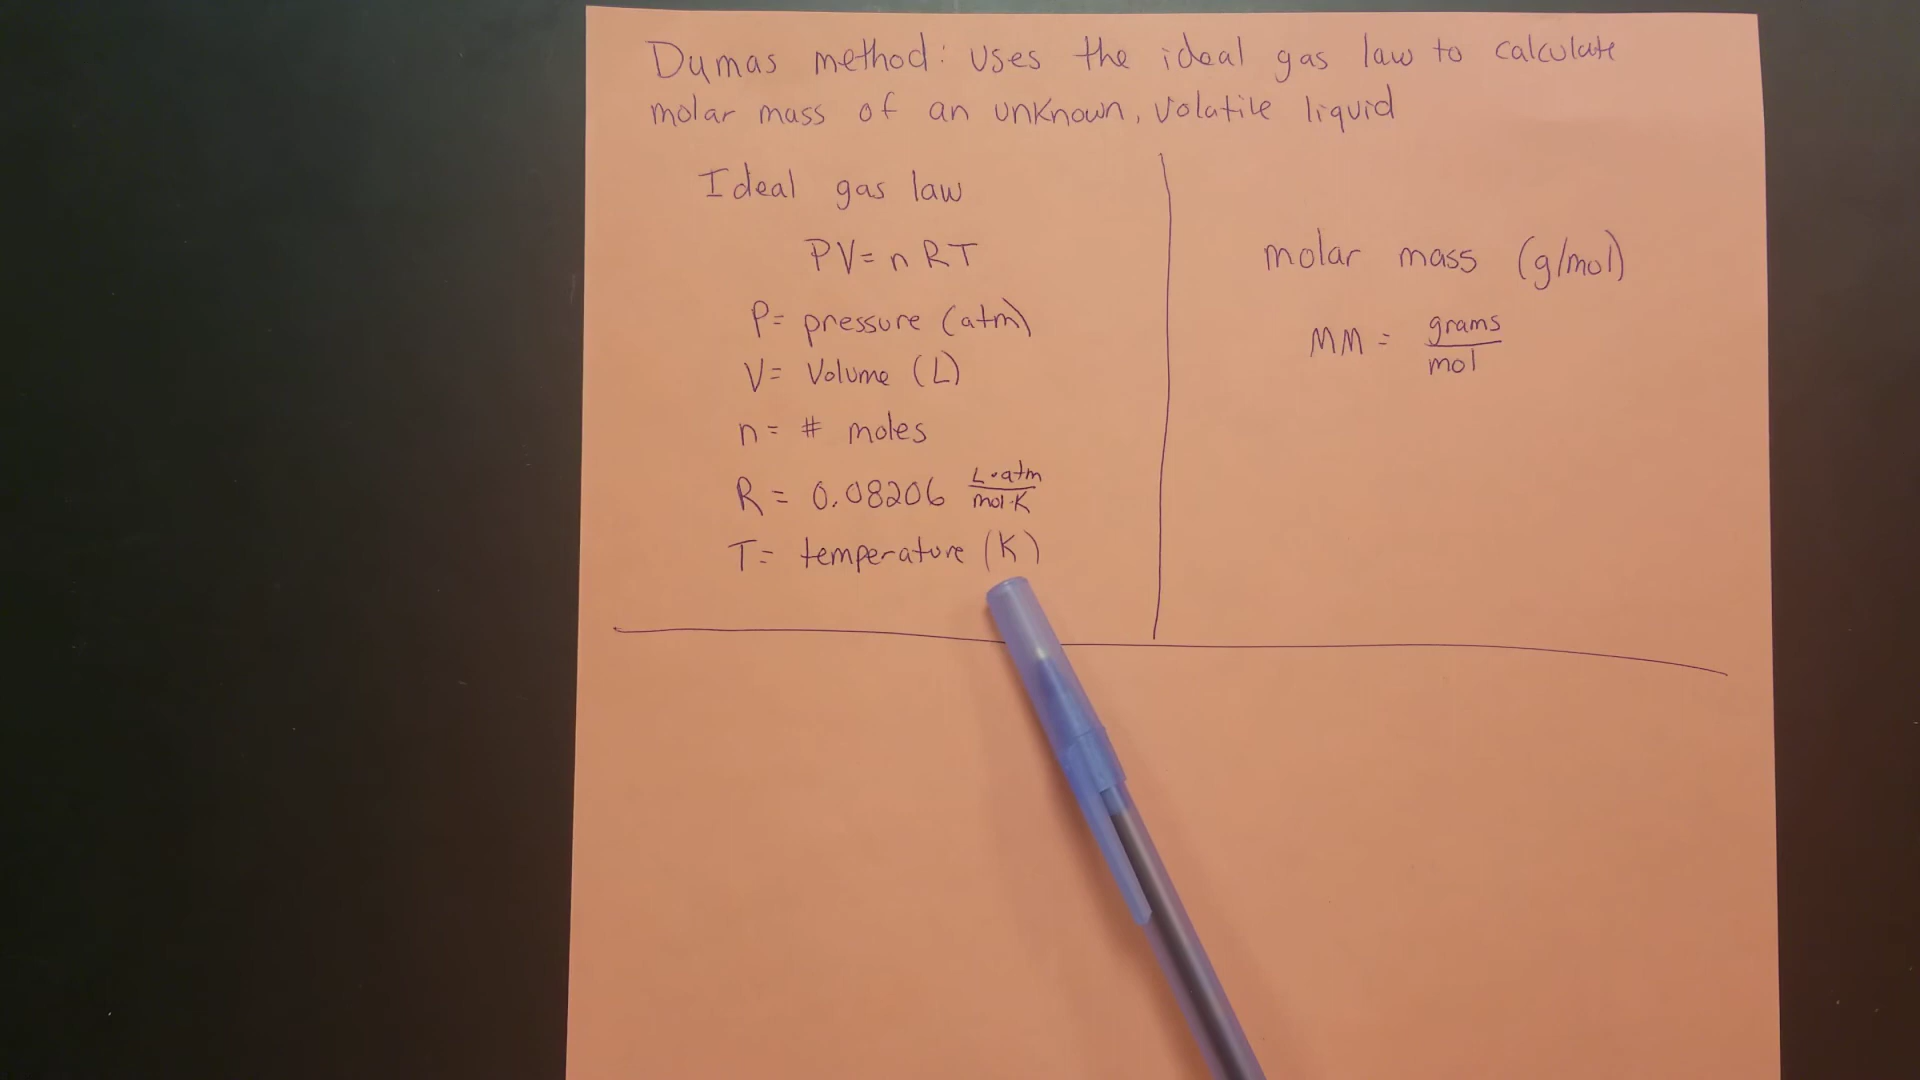 Dumas method: uses the ideal gas law to calculate
molar mass of an unknown, volatile liquid
Ideal gas law
PV = nRT
P = pressure (atm)
V = Volume (L)
n = # moles
R = 0.08206 L·atm/mol·K
T = temperature (K)
molar mass (g/mol)
MM = grams/mol